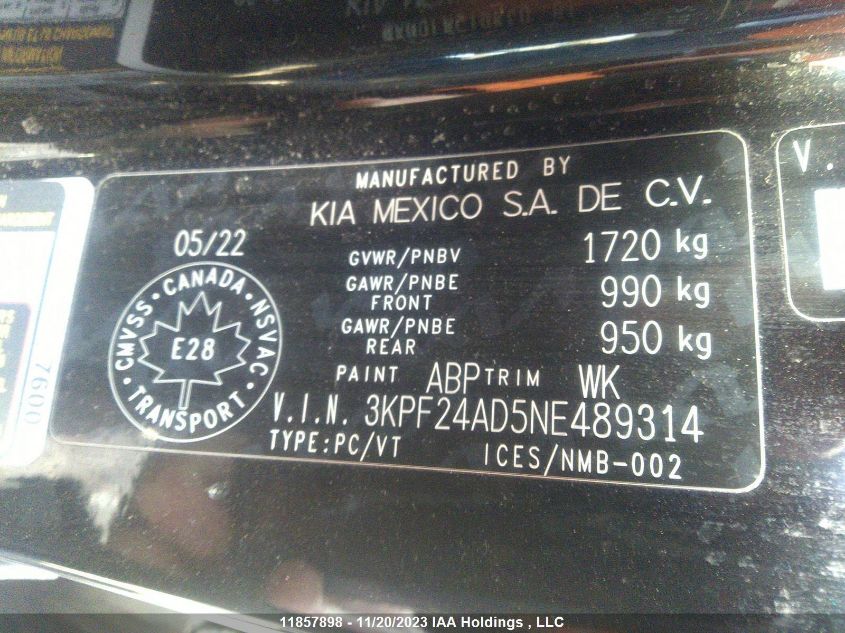 MANUFACTURED BY
KIA MEXICO S.A. DE C.V.
05/22
GVWR/PNBV 1720 kg
GAWR/PNBE FRONT 990 kg
GAWR/PNBE REAR 950 kg
CMVSS • CANADA • NSVAC • TRANSPORT •
E28
PAINT ABP TRIM WK
V.I.N. 3KPF24AD5NE489314
TYPE:PC/VT ICES/NMB-002
7600
V.
11857898 - 11/20/2023 IAA Holdings , LLC